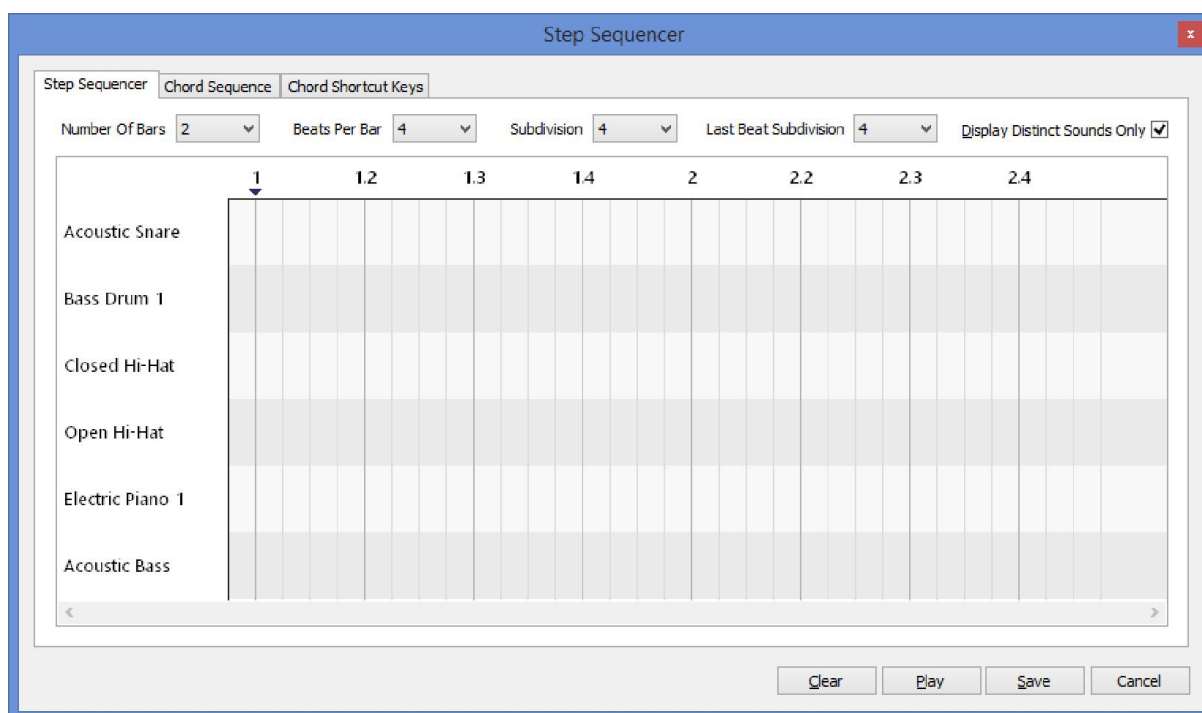 Step Sequencer
x
Step Sequencer Chord Sequence Chord Shortcut Keys
Number Of Bars 2 Beats Per Bar 4 Subdivision 4 Last Beat Subdivision 4 Display Distinct Sounds Only
1 1.2 1.3 1.4 2 2.2 2.3 2.4
Acoustic Snare
Bass Drum 1
Closed Hi-Hat
Open Hi-Hat
Electric Piano 1
Acoustic Bass
Clear Play Save Cancel